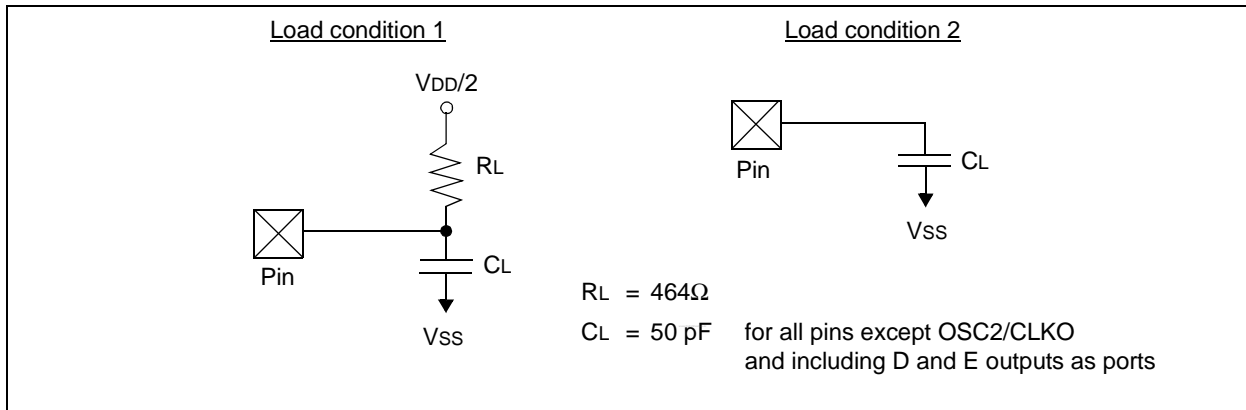 Load condition 1
VDD/2
RL
Pin
CL
VSS
Load condition 2
Pin
CL
VSS
RL = 464Ω
CL = 50 pF for all pins except OSC2/CLKO
and including D and E outputs as ports